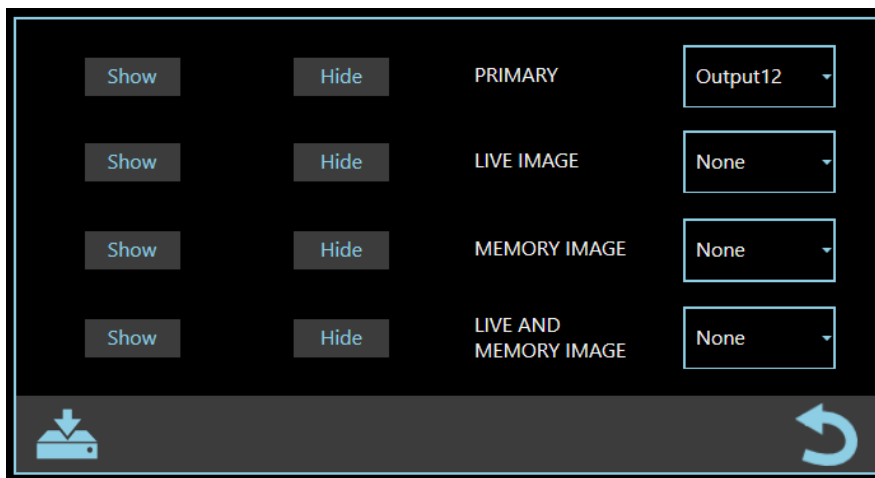 Show Hide PRIMARY Output12
Show Hide LIVE IMAGE None
Show Hide MEMORY IMAGE None
Show Hide LIVE AND
MEMORY IMAGE None